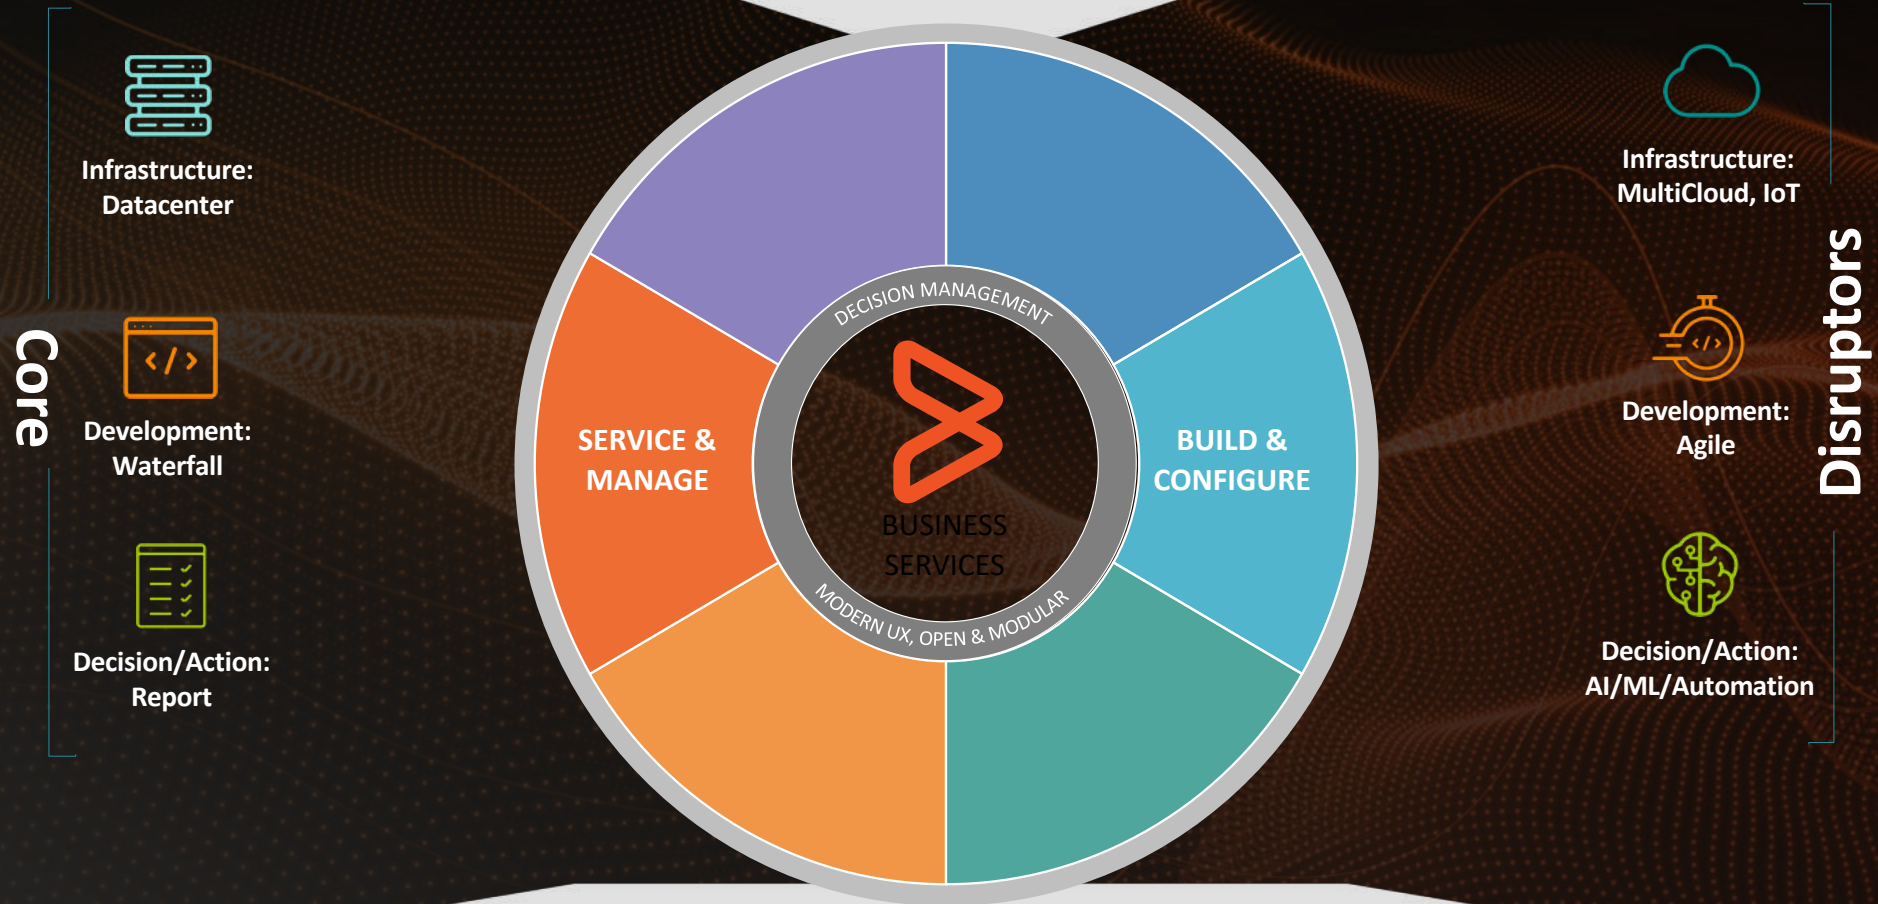 Core
Infrastructure:
Datacenter
Development:
Waterfall
Decision/Action:
Report
DECISION MANAGEMENT
SERVICE &
MANAGE
BUSINESS
SERVICES
BUILD &
CONFIGURE
MODERN UX, OPEN & MODULAR
Infrastructure:
MultiCloud, IoT
Development:
Agile
Decision/Action:
AI/ML/Automation
Disruptors